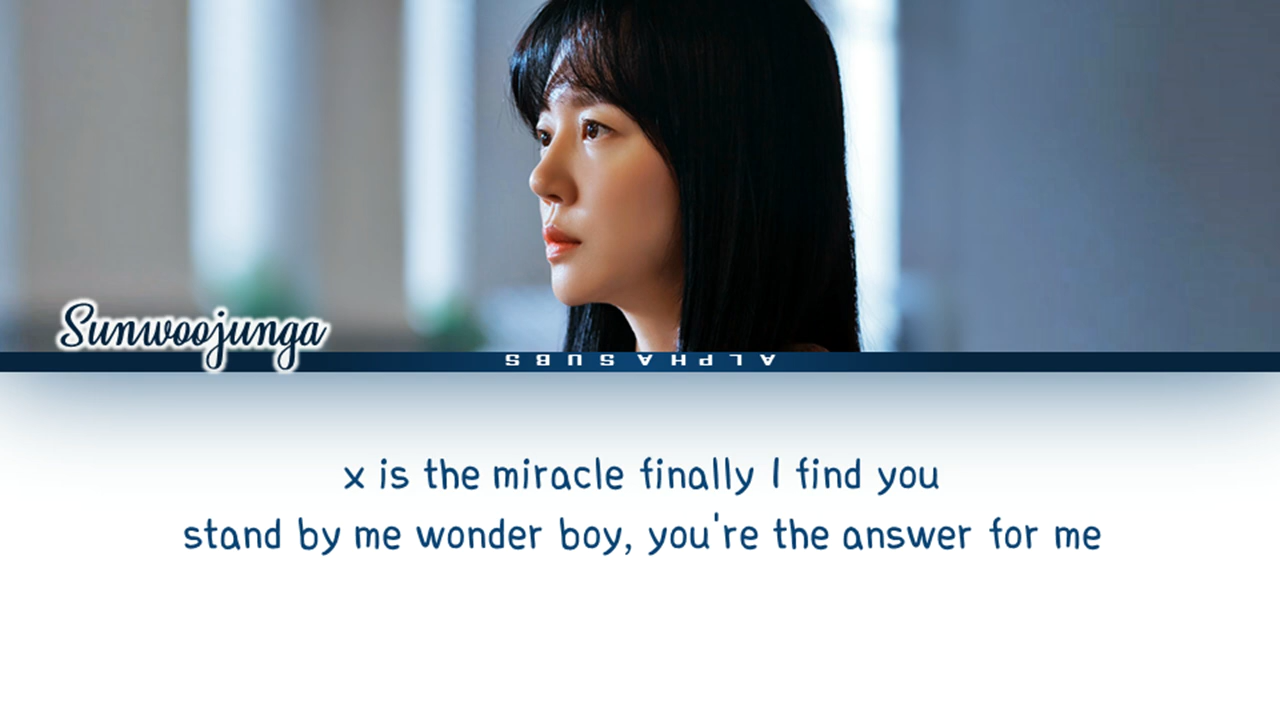 Sunwoojunga
ALPHASUBS
x is the miracle finally I find you
stand by me wonder boy, you're the answer for me